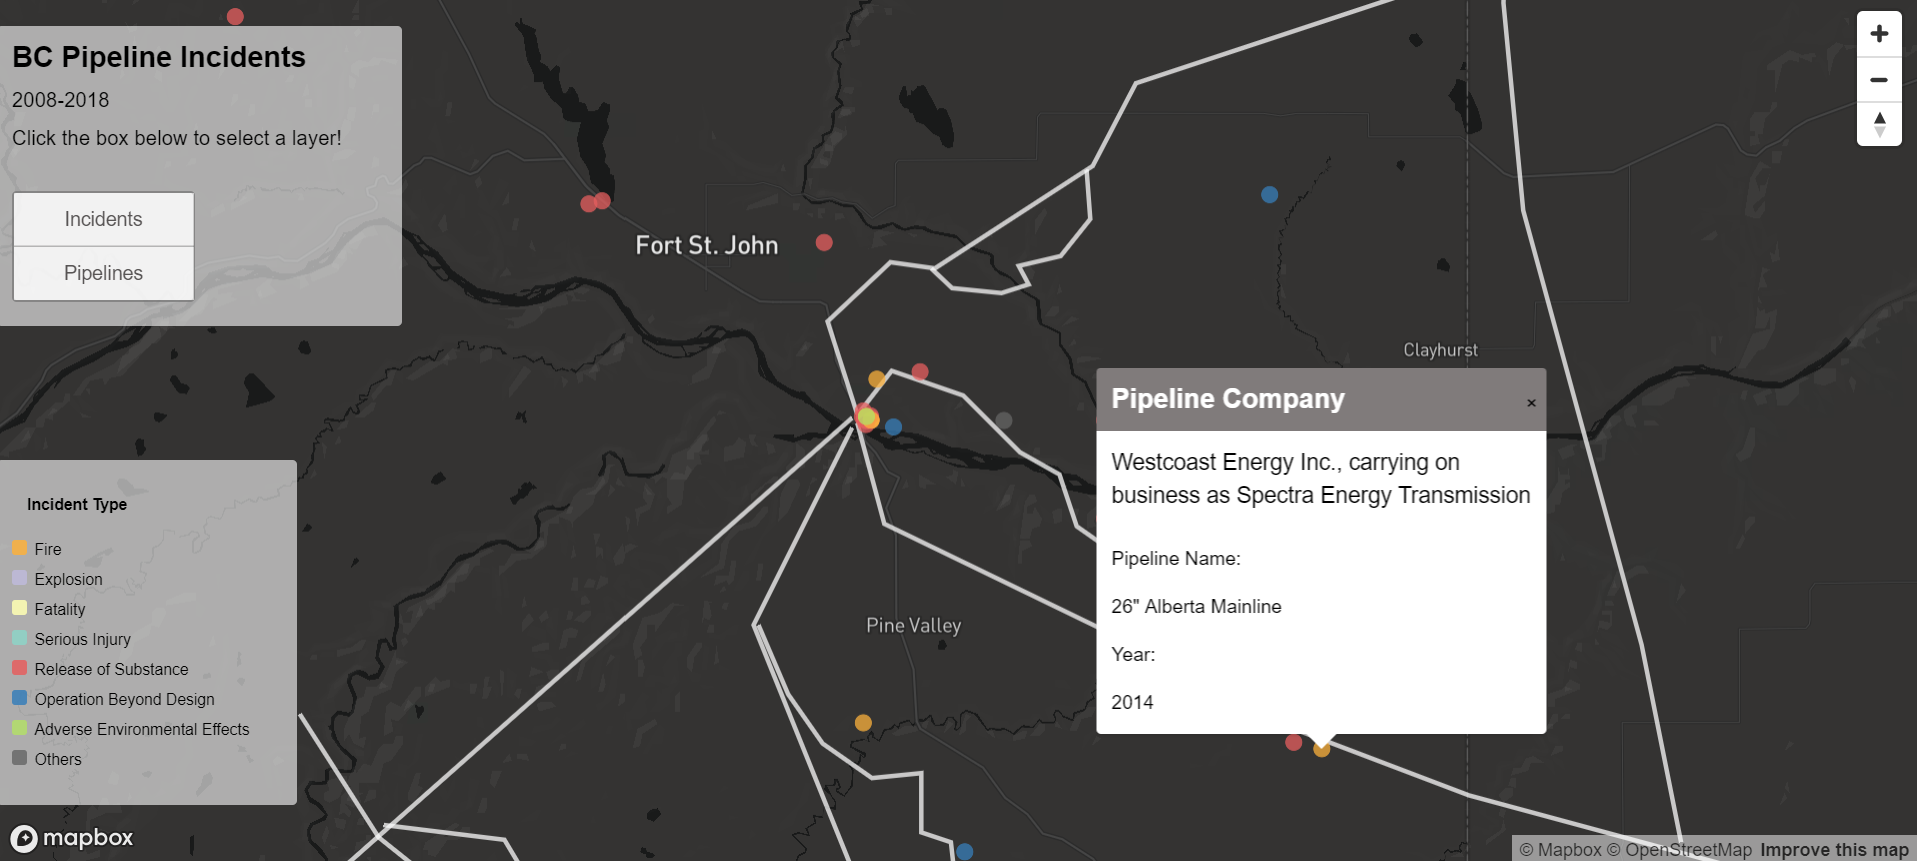 BC Pipeline Incidents
2008-2018
Click the box below to select a layer!
Incidents
Pipelines
Fort St. John
Clayhurst
Pipeline Company
×
Westcoast Energy Inc., carrying on
business as Spectra Energy Transmission
Pipeline Name:
26" Alberta Mainline
Year:
2014
Pine Valley
Incident Type
Fire
Explosion
Fatality
Serious Injury
Release of Substance
Operation Beyond Design
Adverse Environmental Effects
Others
mapbox
© Mapbox © OpenStreetMap Improve this map